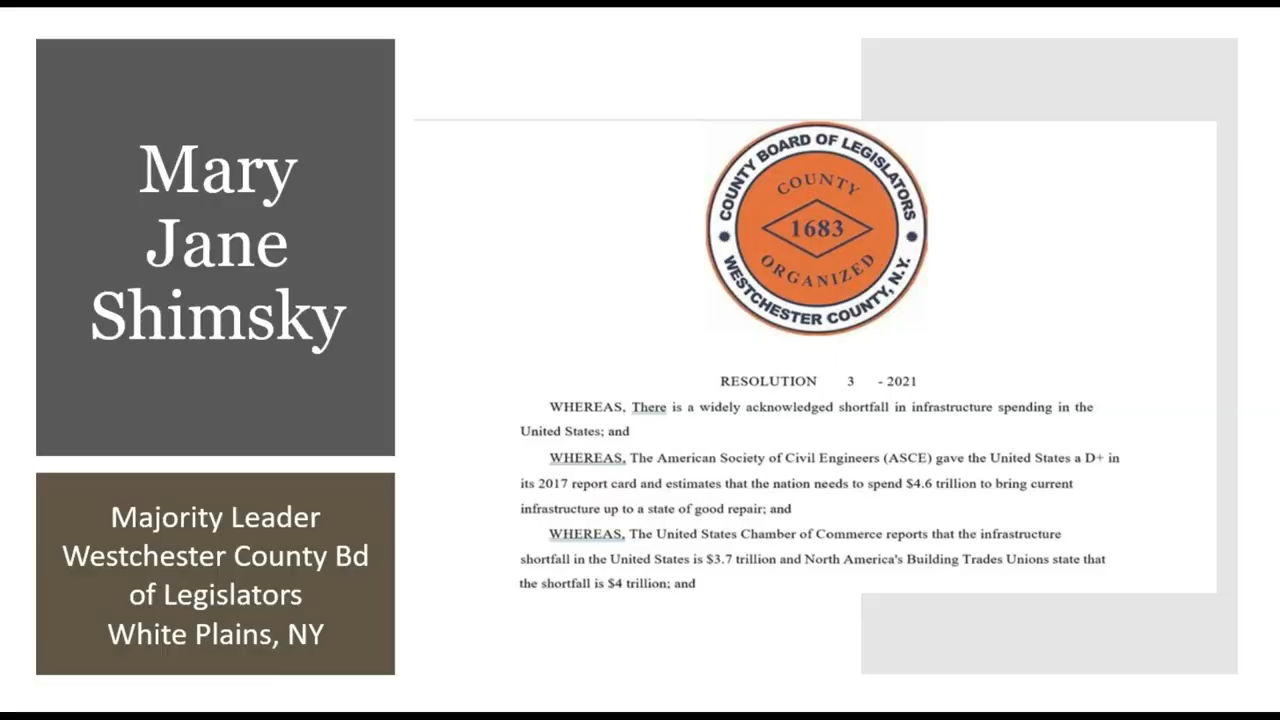 Mary
Jane
Shimsky
Majority Leader
Westchester County Bd
of Legislators
White Plains, NY
COUNTY BOARD OF LEGISLATORS
COUNTY
1683
ORGANIZED
WESTCHESTER COUNTY, N.Y.
RESOLUTION 3 - 2021
WHEREAS, There is a widely acknowledged shortfall in infrastructure spending in the
United States; and
WHEREAS, The American Society of Civil Engineers (ASCE) gave the United States a D+ in
its 2017 report card and estimates that the nation needs to spend $4.6 trillion to bring current
infrastructure up to a state of good repair; and
WHEREAS, The United States Chamber of Commerce reports that the infrastructure
shortfall in the United States is $3.7 trillion and North America's Building Trades Unions state that
the shortfall is $4 trillion; and